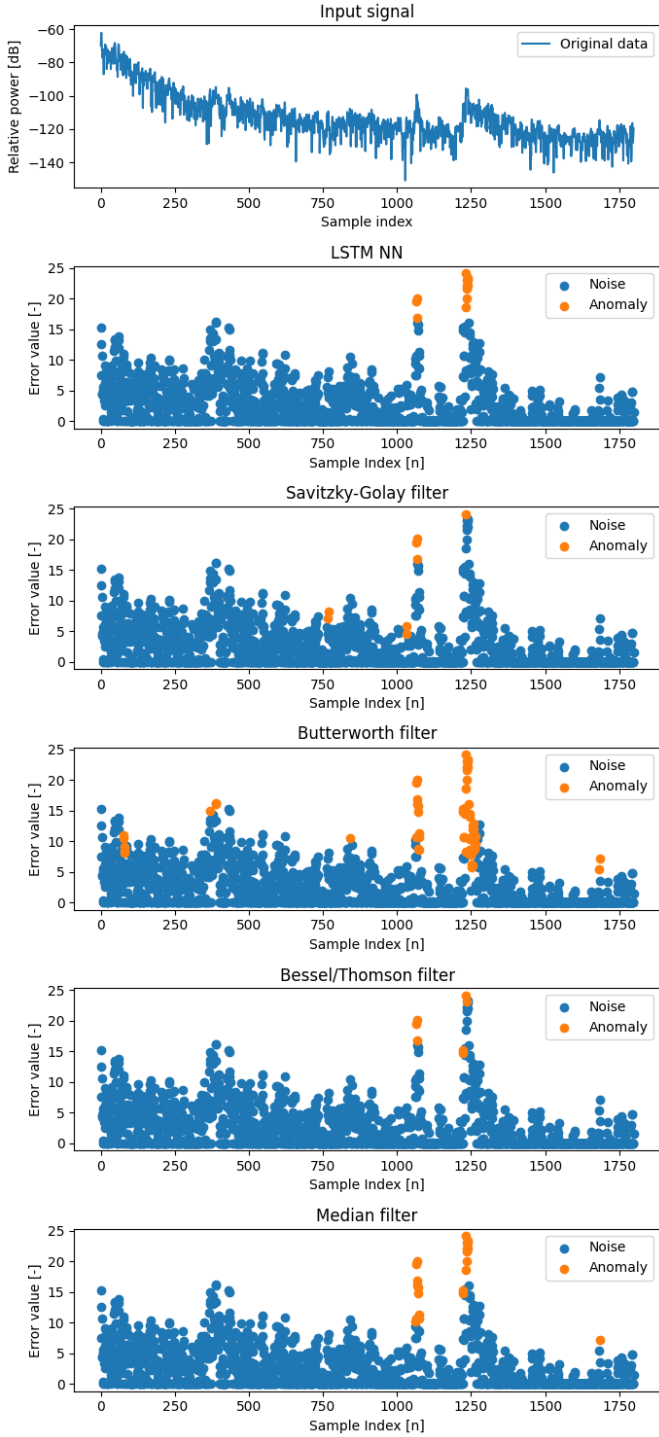 Input signal
Relative power [dB]
−60
−80
−100
−120
−140
Original data
0 250 500 750 1000 1250 1500 1750
Sample index
LSTM NN
Error value [-]
25
20
15
10
5
0
Noise
Anomaly
0 250 500 750 1000 1250 1500 1750
Sample Index [n]
Savitzky-Golay filter
Error value [-]
25
20
15
10
5
0
Noise
Anomaly
0 250 500 750 1000 1250 1500 1750
Sample Index [n]
Butterworth filter
Error value [-]
25
20
15
10
5
0
Noise
Anomaly
0 250 500 750 1000 1250 1500 1750
Sample Index [n]
Bessel/Thomson filter
Error value [-]
25
20
15
10
5
0
Noise
Anomaly
0 250 500 750 1000 1250 1500 1750
Sample Index [n]
Median filter
Error value [-]
25
20
15
10
5
0
Noise
Anomaly
0 250 500 750 1000 1250 1500 1750
Sample Index [n]